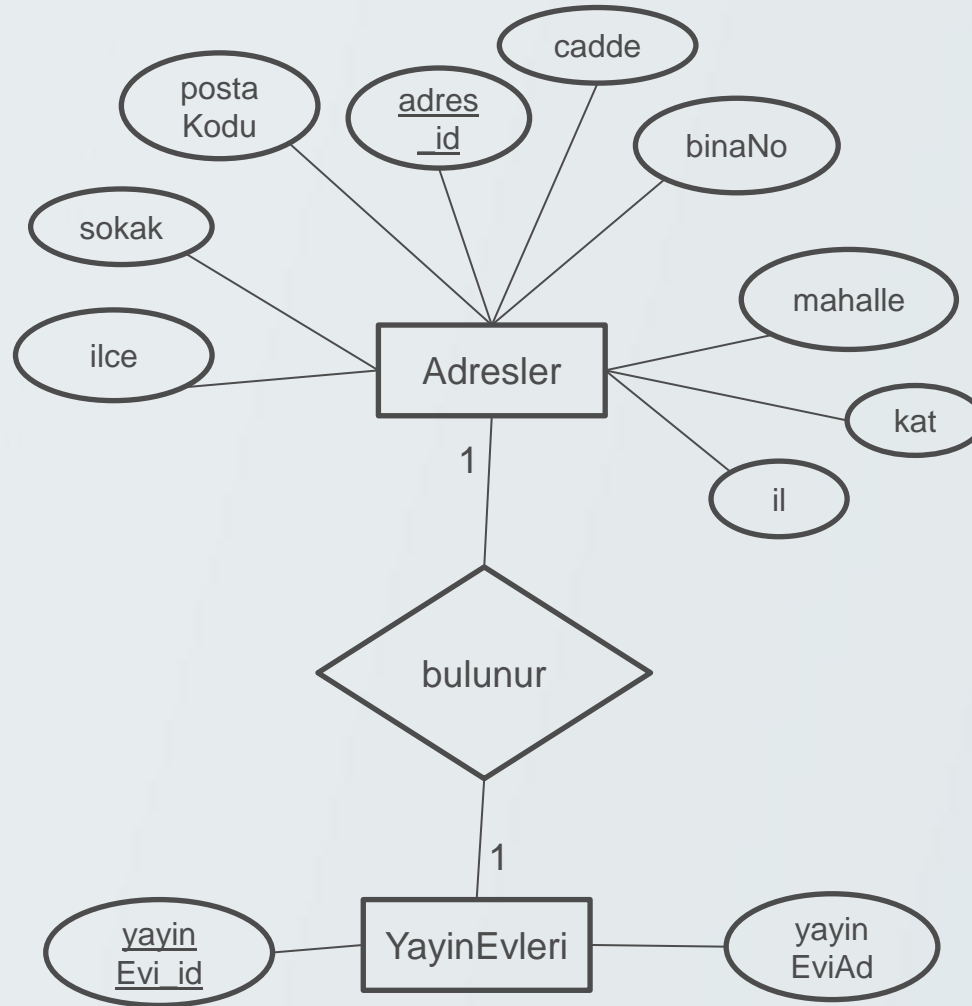 cadde
posta
Kodu
adres
_id
binaNo
sokak
mahalle
ilce
Adresler
kat
1
il
bulunur
1
yayin
Evi_id
YayinEvleri
yayin
EviAd